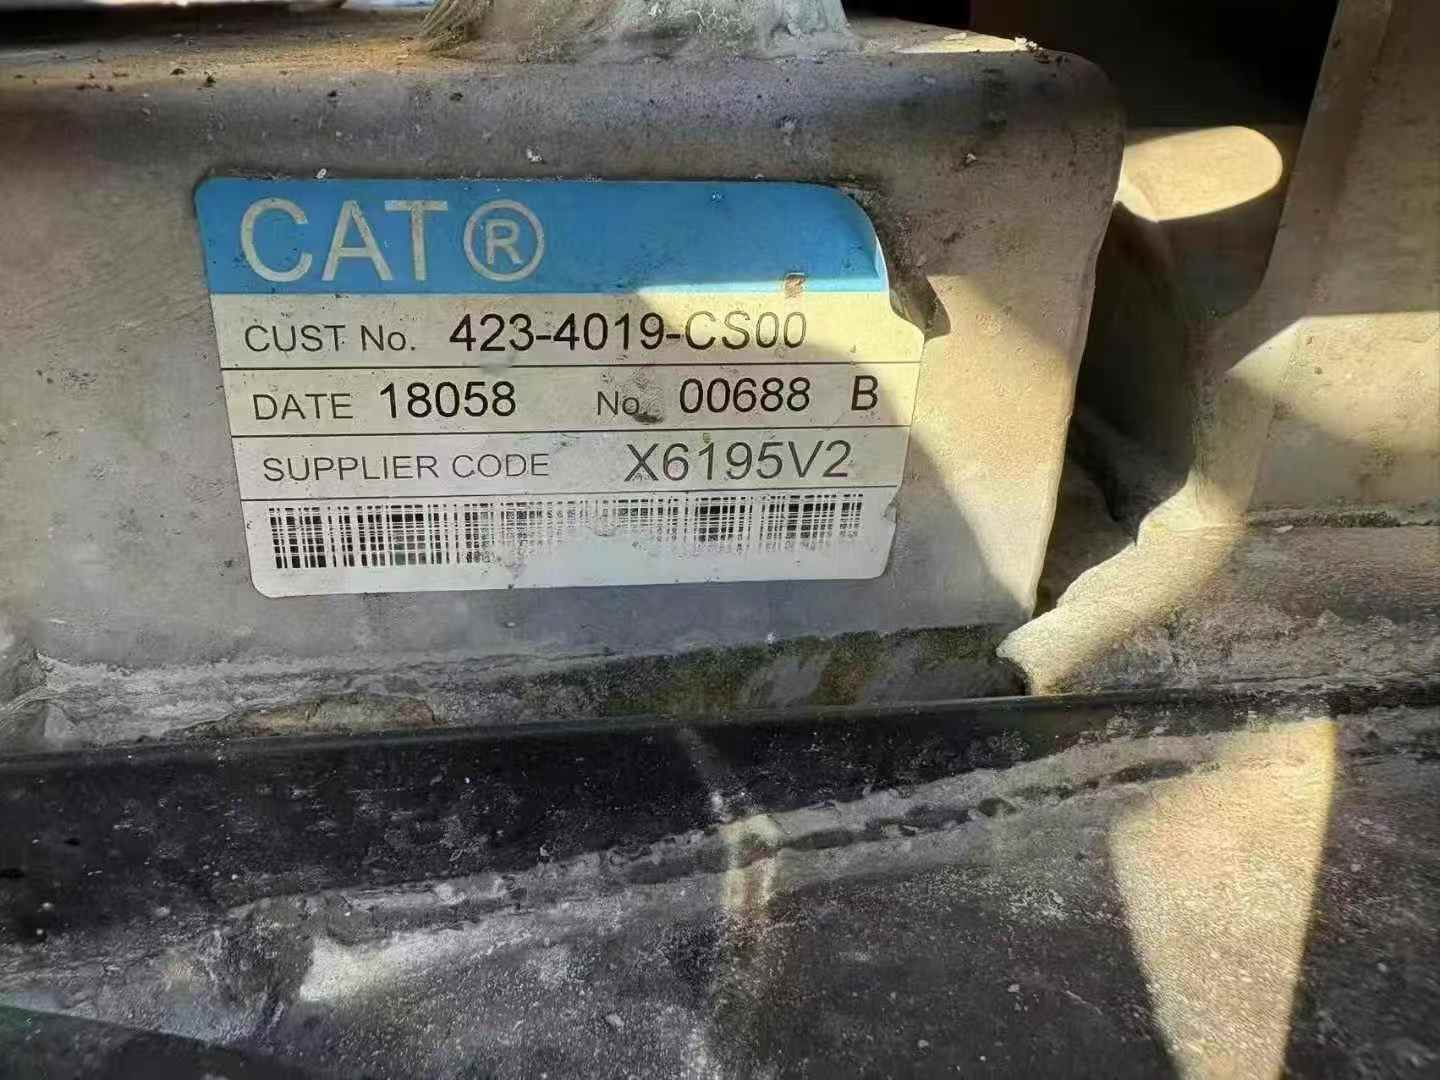 CAT®
CUST No. 423-4019-CS00
DATE 18058 No. 00688 B
SUPPLIER CODE X6195V2